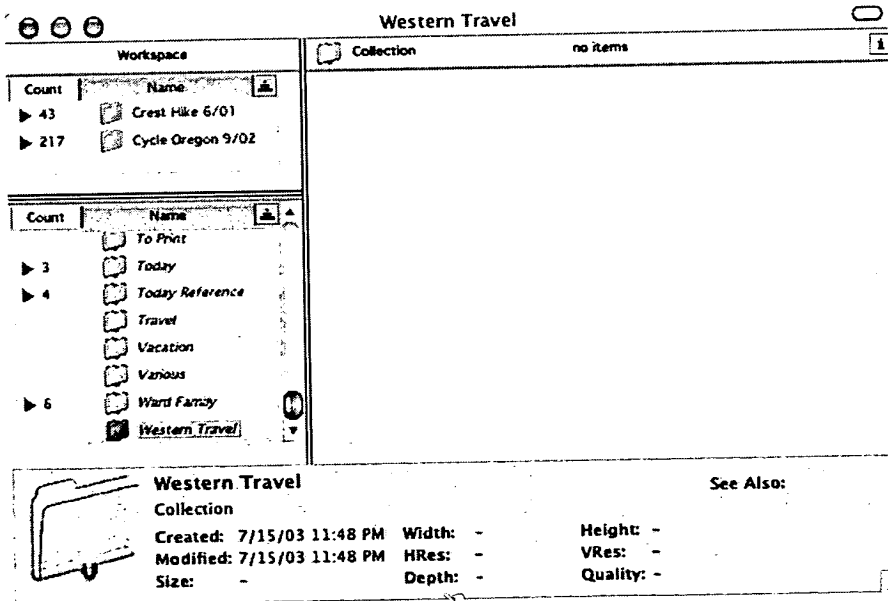 Western Travel
Workspace
Collection no items i
Count Name
43 Crest Hike 6/01
217 Cycle Oregon 9/02
Count Name
To Print
3 Today
4 Today Reference
Travel
Vacation
Various
6 Ward Family
Western Travel
Western Travel See Also:
Collection
Created: 7/15/03 11:48 PM Width: - Height: -
Modified: 7/15/03 11:48 PM HRes: - VRes: -
Size: - Depth: - Quality: -